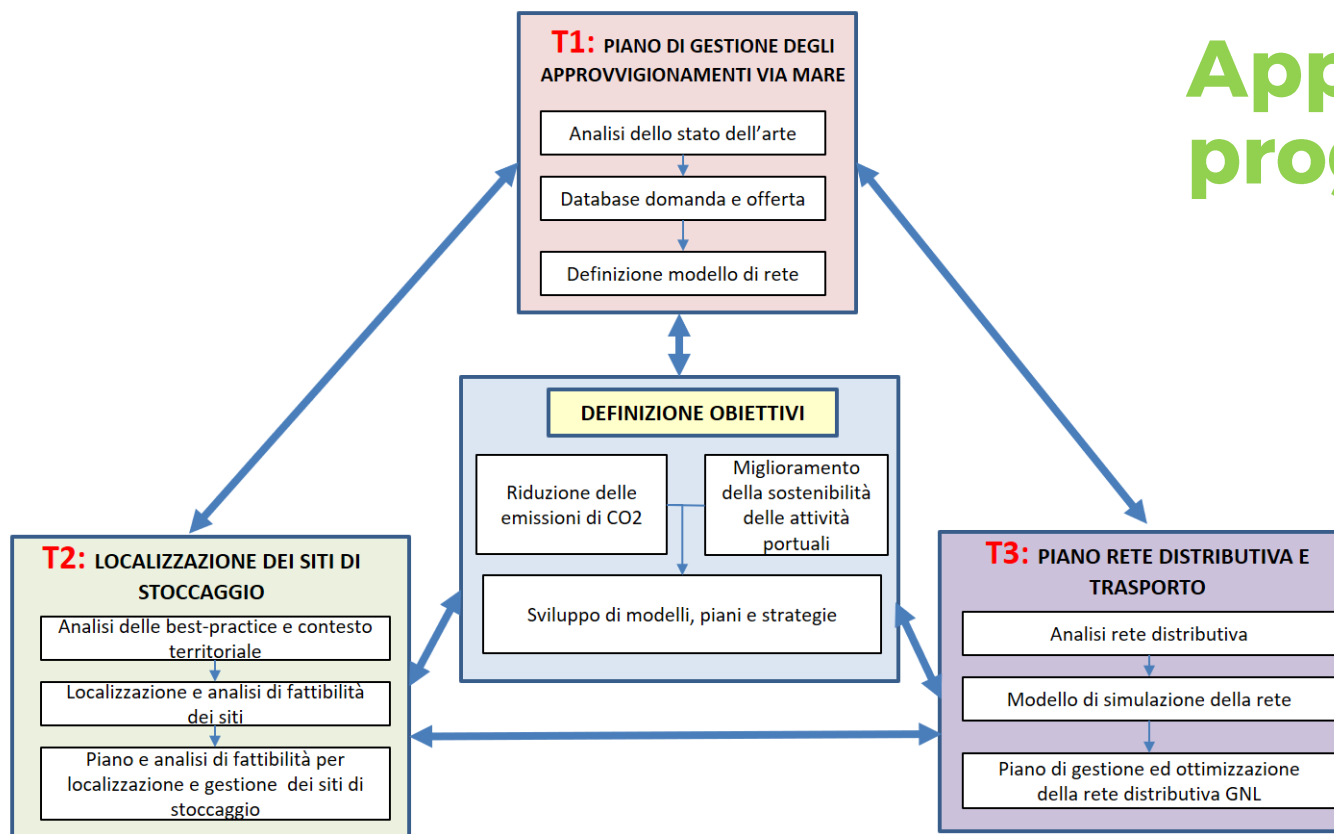 T1: PIANO DI GESTIONE DEGLI
APPROVVIGIONAMENTI VIA MARE
Analisi dello stato dell’arte
Database domanda e offerta
Definizione modello di rete
App
prog
DEFINIZIONE OBIETTIVI
Riduzione delle
emissioni di CO2
Miglioramento
della sostenibilità
delle attività
portuali
Sviluppo di modelli, piani e strategie
T2: LOCALIZZAZIONE DEI SITI DI
STOCCAGGIO
Analisi delle best-practice e contesto
territoriale
Localizzazione e analisi di fattibilità
dei siti
Piano e analisi di fattibilità per
localizzazione e gestione dei siti di
stoccaggio
T3: PIANO RETE DISTRIBUTIVA E
TRASPORTO
Analisi rete distributiva
Modello di simulazione della rete
Piano di gestione ed ottimizzazione
della rete distributiva GNL